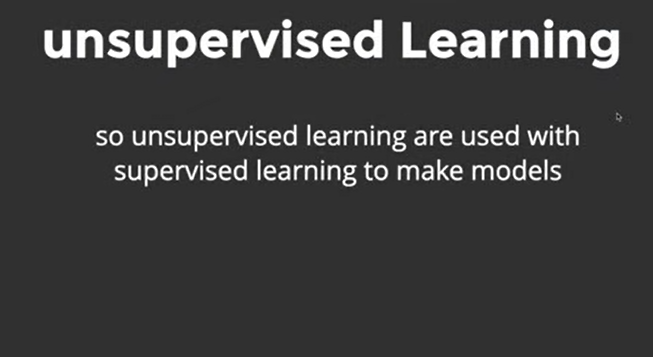 unsupervised Learning
so unsupervised learning are used with
supervised learning to make models